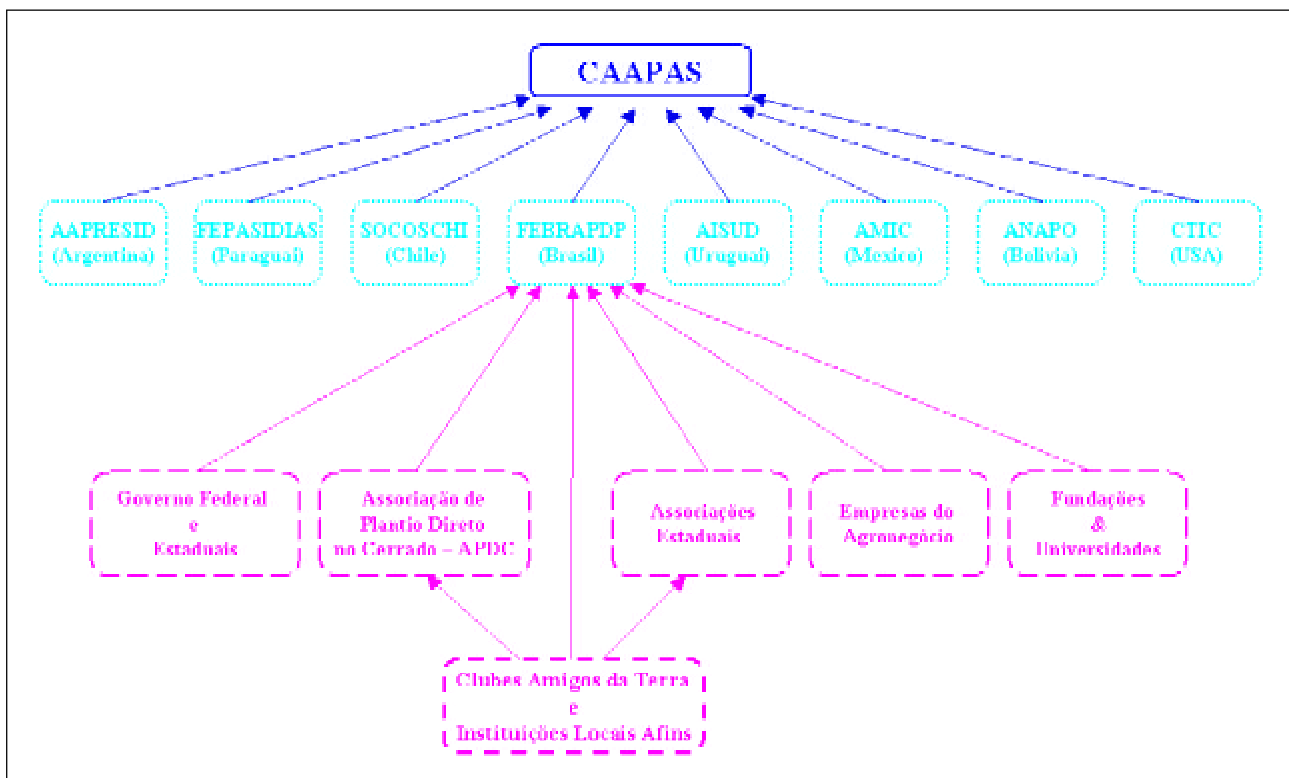 CAAPAS
AAPRESID
(Argentina)
FEPASIDIAS
(Paraguai)
SOCOSCHI
(Chile)
FEBRAPDP
(Brasil)
AISUD
(Uruguai)
AMIC
(Mexico)
ANAPO
(Bolivia)
CTIC
(USA)
Governo Federal
e
Estaduais
Associação de
Plantio Direto
no Cerrado – APDC
Associações
Estaduais
Empresas do
Agronegócio
Fundações
&
Universidades
Clubes Amigos da Terra
e
Instituições Locais Afins